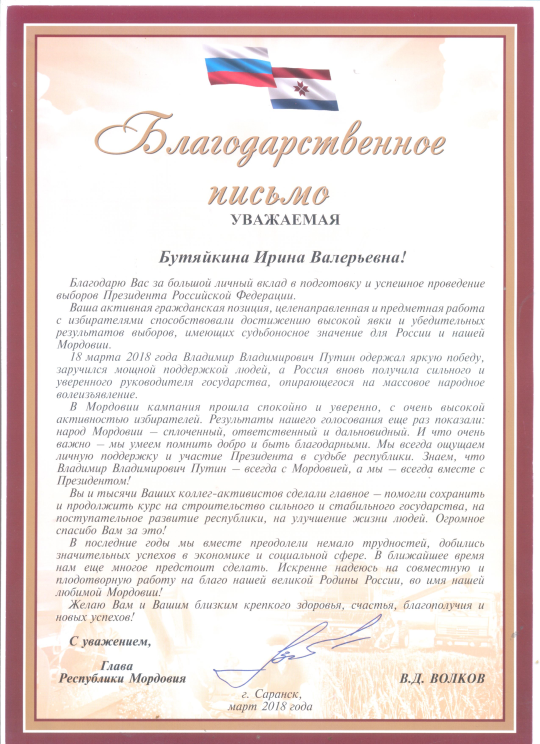 Благодарственное
письмо
УВАЖАЕМАЯ
Бутяйкина Ирина Валерьевна!
Благодарю Вас за большой личный вклад в подготовку и успешное проведение
выборов Президента Российской Федерации.
Ваша активная гражданская позиция, целенаправленная и предметная работа
с избирателями способствовали достижению высокой явки и убедительных
результатов выборов, имеющих судьбоносное значение для России и нашей
Мордовии.
18 марта 2018 года Владимир Владимирович Путин одержал яркую победу,
заручился мощной поддержкой людей, а Россия вновь получила сильного и
уверенного руководителя государства, опирающегося на массовое народное
волеизъявление.
В Мордовии кампания прошла спокойно и уверенно, с очень высокой
активностью избирателей. Результаты нашего голосования еще раз показали:
народ Мордовии – сплоченный, ответственный и дальновидный. И что очень
важно – мы умеем помнить добро и быть благодарными. Мы всегда ощущаем
личную поддержку и участие Президента в судьбе республики. Знаем, что
Владимир Владимирович Путин – всегда с Мордовией, а мы – всегда вместе с
Президентом!
Вы и тысячи Ваших коллег-активистов сделали главное – помогли сохранить
и продолжить курс на строительство сильного и стабильного государства, на
поступательное развитие республики, на улучшение жизни людей. Огромное
спасибо Вам за это!
В последние годы мы вместе преодолели немало трудностей, добились
значительных успехов в экономике и социальной сфере. В ближайшее время
нам еще многое предстоит сделать. Искренне надеюсь на совместную и
плодотворную работу на благо нашей великой Родины России, во имя нашей
любимой Мордовии!
Желаю Вам и Вашим близким крепкого здоровья, счастья, благополучия и
новых успехов!
С уважением,
Глава
Республики Мордовия
В.Д. ВОЛКОВ
г. Саранск,
март 2018 года